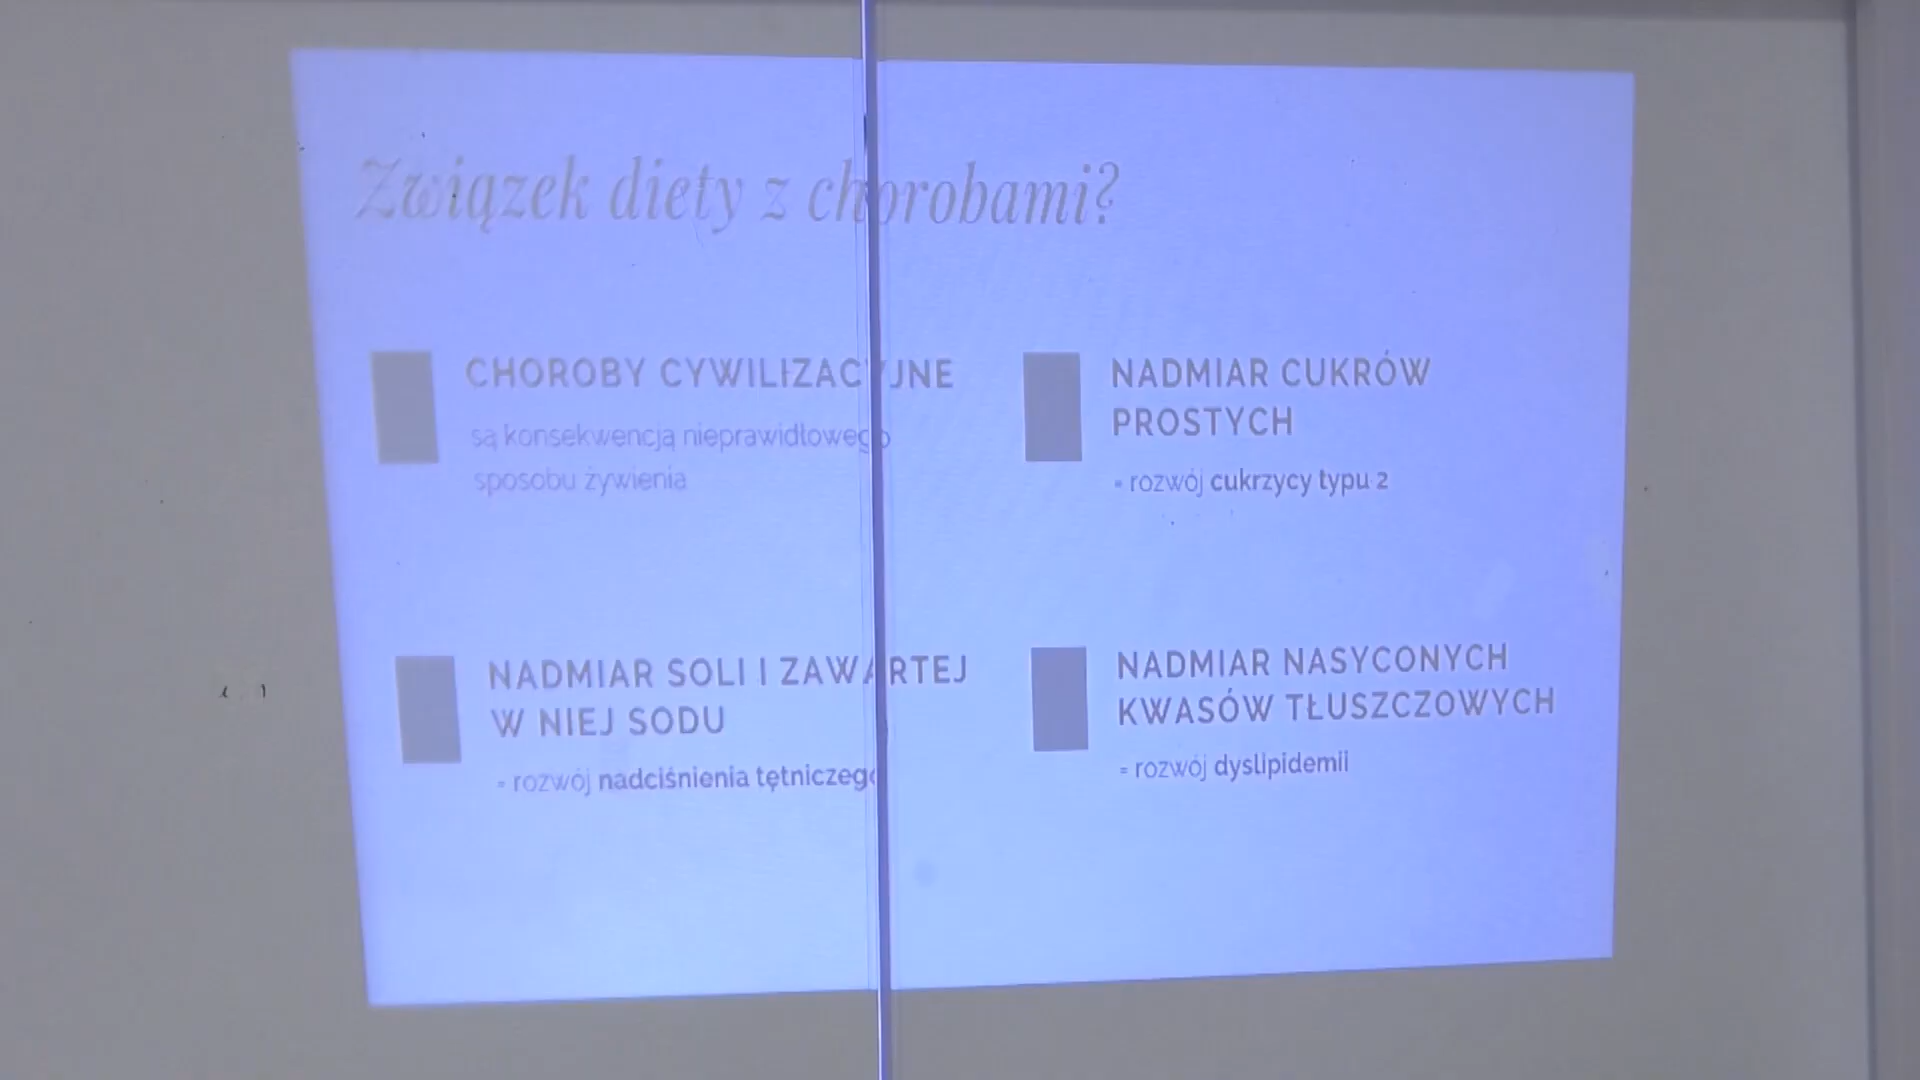 Związek diety z chorobami?
CHOROBY CYWILIZACYJNE
są konsekwencją nieprawidłowego
sposobu żywienia
NADMIAR CUKRÓW
PROSTYCH
= rozwój cukrzycy typu 2
NADMIAR SOLI I ZAWARTEJ
W NIEJ SODU
= rozwój nadciśnienia tętniczego
NADMIAR NASYCONYCH
KWASÓW TŁUSZCZOWYCH
= rozwój dyslipidemii